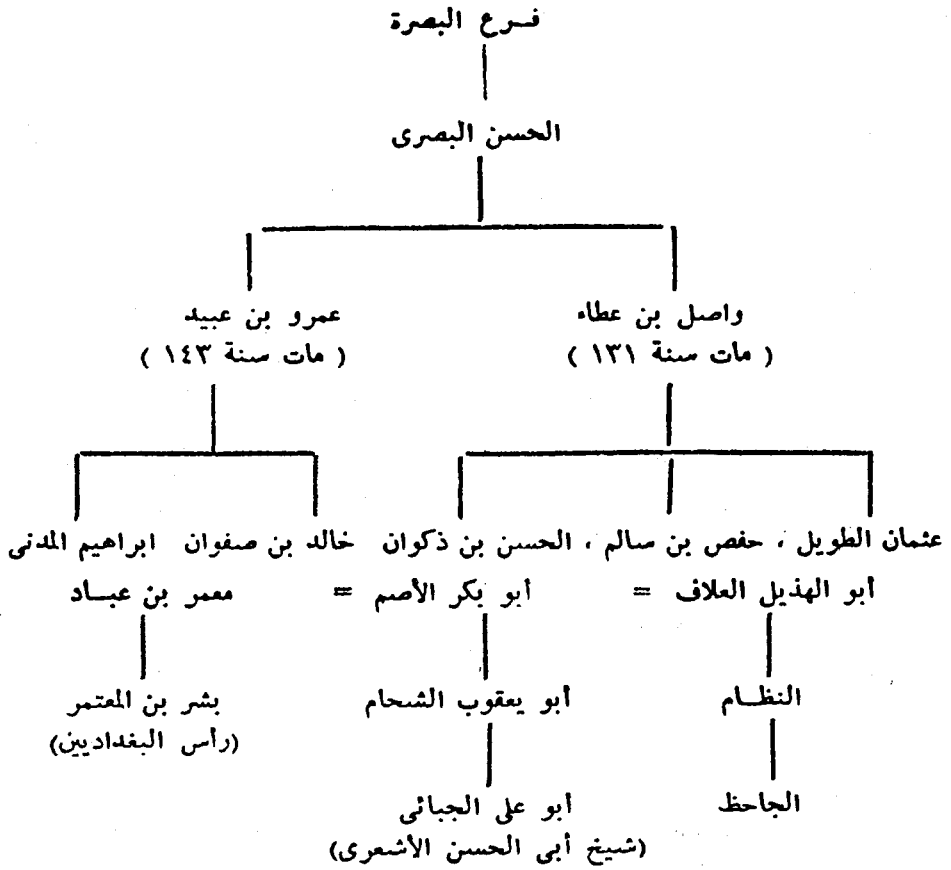 فرع البصرة
الحسن البصرى
واصل بن عطاء عمرو بن عبيد
( مات سنة ١٣١ ) ( مات سنة ١٤٣ )
عثمان الطويل ، حفص بن سالم ، الحسن بن ذكوان خالد بن صفوان ابراهيم المدنى
أبو الهذيل العلاف = أبو بكر الأصم = معمر بن عباد
النظام أبو يعقوب الشحام بشر بن المعتمر
(رأس البغداديين)
الجاحظ أبو على الجبائى
(شيخ أبى الحسن الأشعرى)